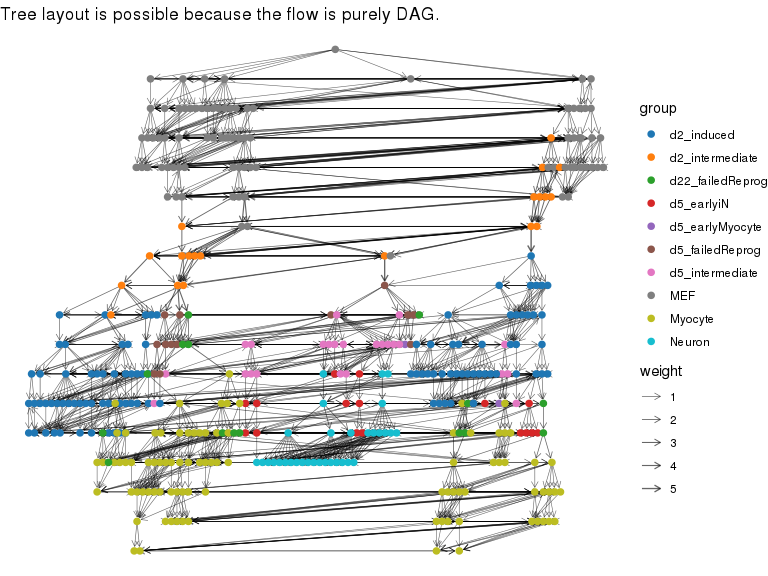 Tree layout is possible because the flow is purely DAG.
group
d2_induced
d2_intermediate
d22_failedReprog
d5_earlyiN
d5_earlyMyocyte
d5_failedReprog
d5_intermediate
MEF
Myocyte
Neuron
weight
1
2
3
4
5